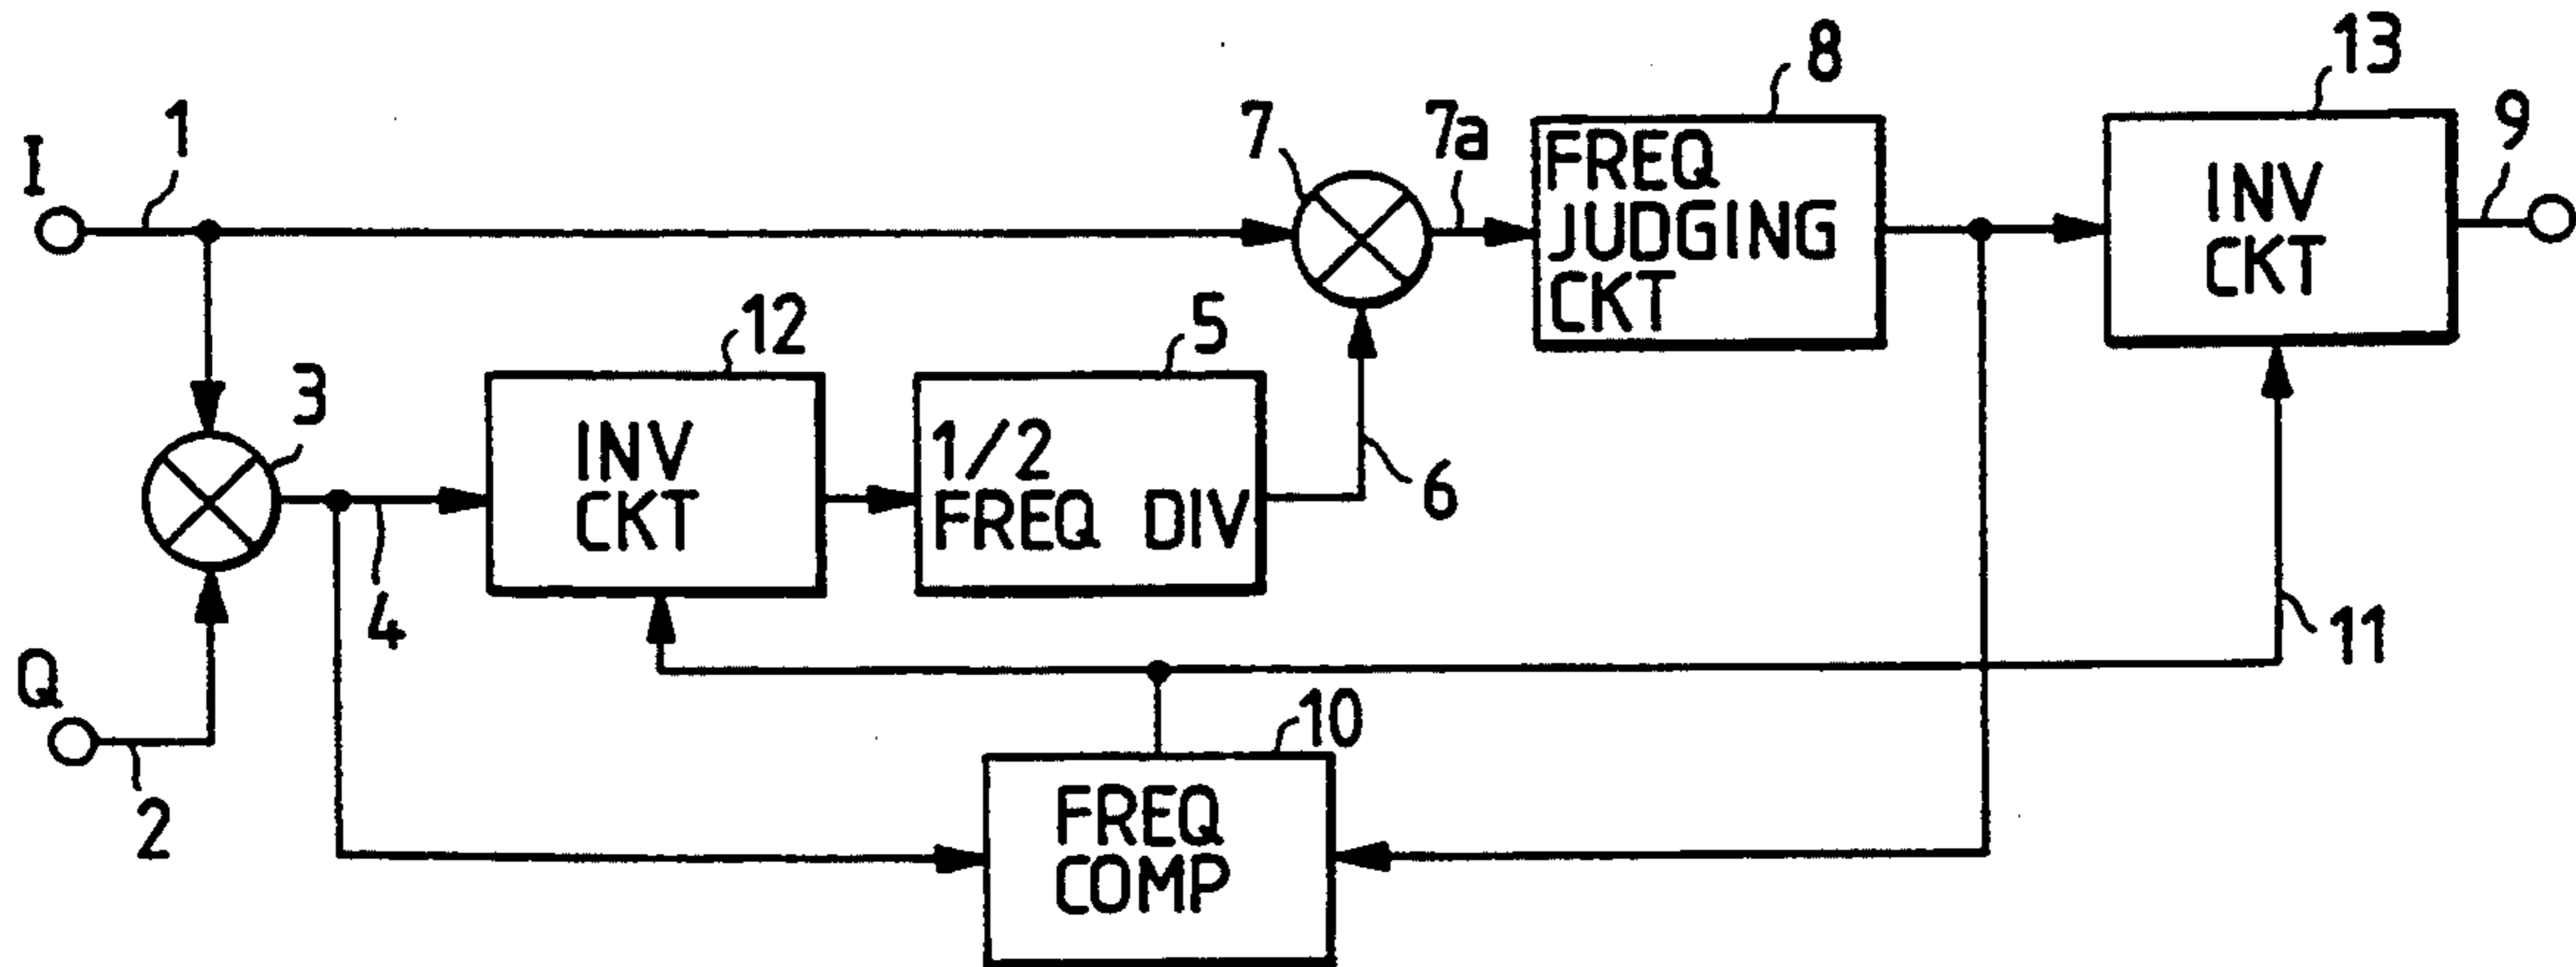 I
1
7
7a
8
FREQ
JUDGING
CKT
13
INV
CKT
9
3
12
INV
CKT
5
1/2
FREQ DIV
6
4
11
Q
2
10
FREQ
COMP